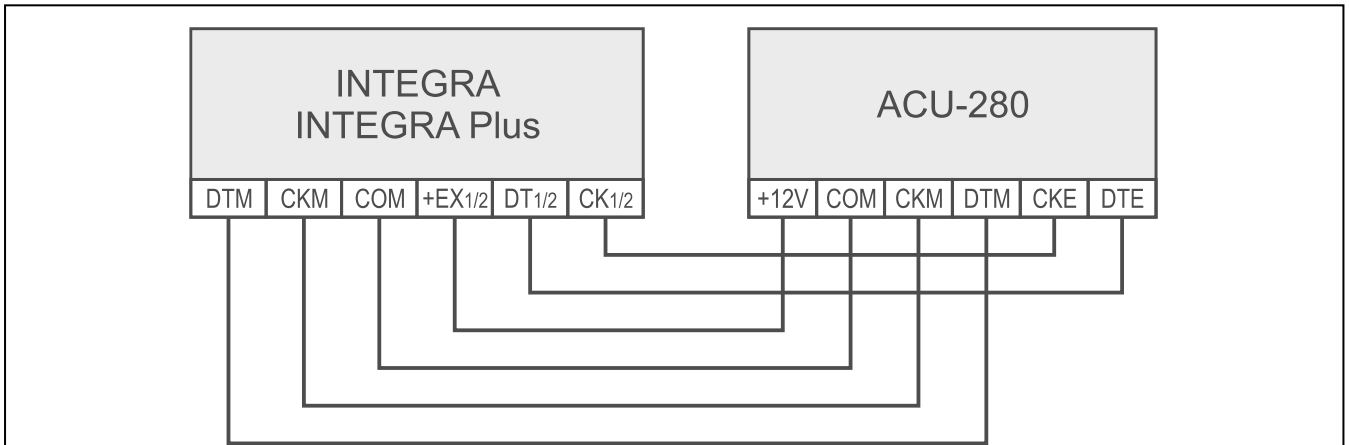 INTEGRA
INTEGRA Plus
DTM CKM COM +EX1/2 DT1/2 CK1/2
ACU-280
+12V COM CKM DTM CKE DTE